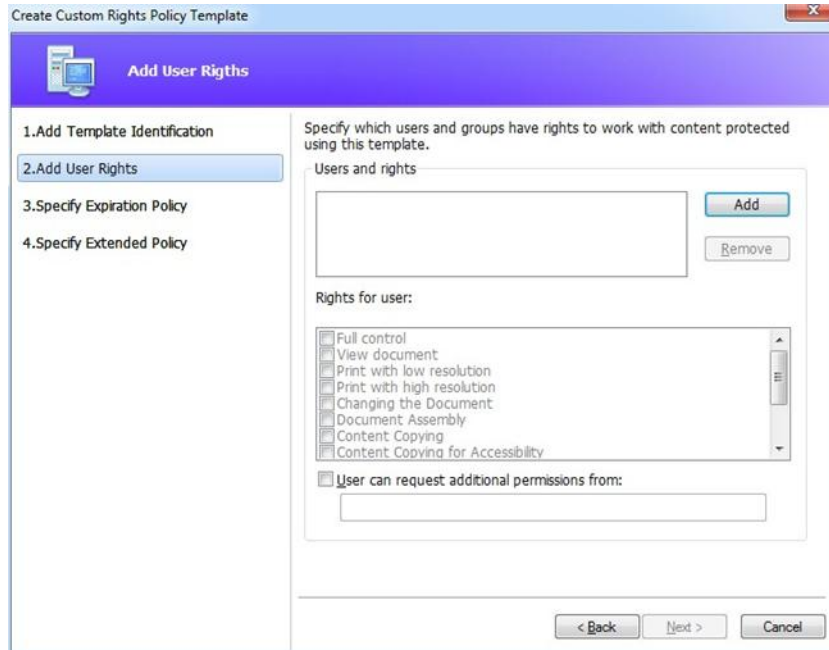 Create Custom Rights Policy Template
Add User Rigths
1.Add Template Identification
2.Add User Rights
3.Specify Expiration Policy
4.Specify Extended Policy
Specify which users and groups have rights to work with content protected
using this template.
Users and rights
Add
Remove
Rights for user:
Full control
View document
Print with low resolution
Print with high resolution
Changing the Document
Document Assembly
Content Copying
Content Copying for Accessibility
User can request additional permissions from:
< Back
Next >
Cancel